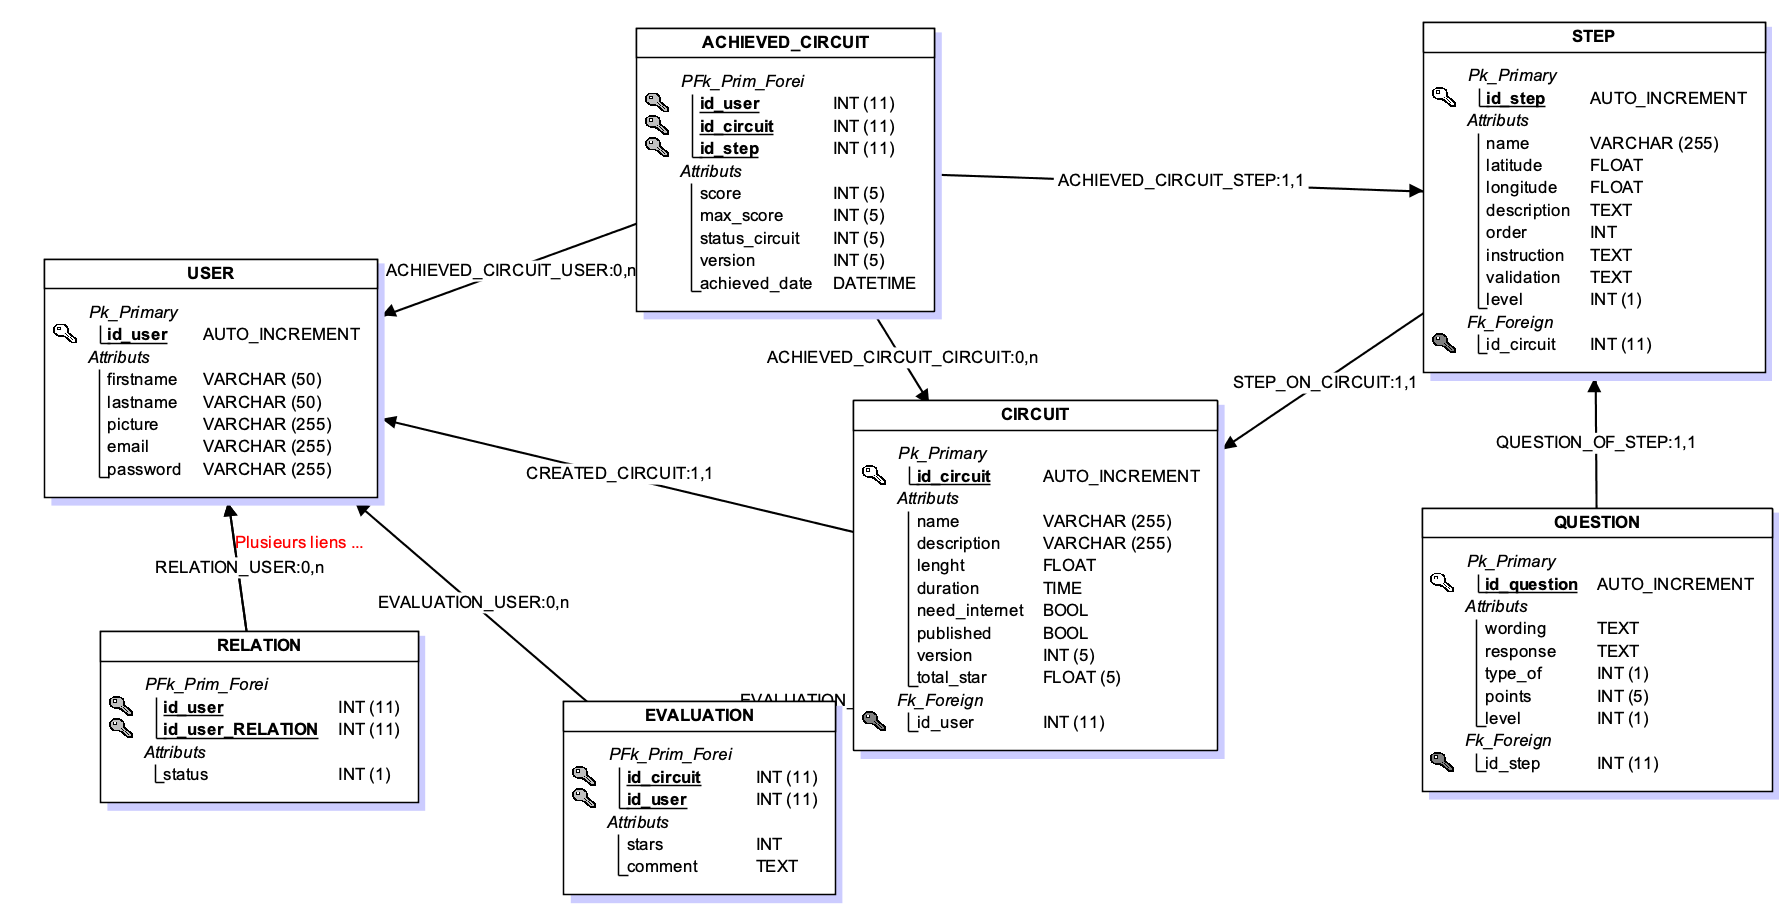 ACHIEVED_CIRCUIT
PFk_Prim_Forei
id_user INT (11)
id_circuit INT (11)
id_step INT (11)
Attributs
score INT (5)
max_score INT (5)
status_circuit INT (5)
version INT (5)
achieved_date DATETIME
STEP
Pk_Primary
id_step AUTO_INCREMENT
Attributs
name VARCHAR (255)
latitude FLOAT
longitude FLOAT
description TEXT
order INT
instruction TEXT
validation TEXT
level INT (1)
Fk_Foreign
id_circuit INT (11)
ACHIEVED_CIRCUIT_STEP:1,1
ACHIEVED_CIRCUIT_USER:0,n
USER
Pk_Primary
id_user AUTO_INCREMENT
Attributs
firstname VARCHAR (50)
lastname VARCHAR (50)
picture VARCHAR (255)
email VARCHAR (255)
password VARCHAR (255)
ACHIEVED_CIRCUIT_CIRCUIT:0,n
STEP_ON_CIRCUIT:1,1
CREATED_CIRCUIT:1,1
CIRCUIT
Pk_Primary
id_circuit AUTO_INCREMENT
Attributs
name VARCHAR (255)
description VARCHAR (255)
lenght FLOAT
duration TIME
need_internet BOOL
published BOOL
version INT (5)
total_star FLOAT (5)
Fk_Foreign
id_user INT (11)
QUESTION_OF_STEP:1,1
QUESTION
Pk_Primary
id_question AUTO_INCREMENT
Attributs
wording TEXT
response TEXT
type_of INT (1)
points INT (5)
level INT (1)
Fk_Foreign
id_step INT (11)
Plusieurs liens ...
RELATION_USER:0,n
EVALUATION_USER:0,n
RELATION
PFk_Prim_Forei
id_user INT (11)
id_user_RELATION INT (11)
Attributs
status INT (1)
EVALUATION_
EVALUATION
PFk_Prim_Forei
id_circuit INT (11)
id_user INT (11)
Attributs
stars INT
comment TEXT